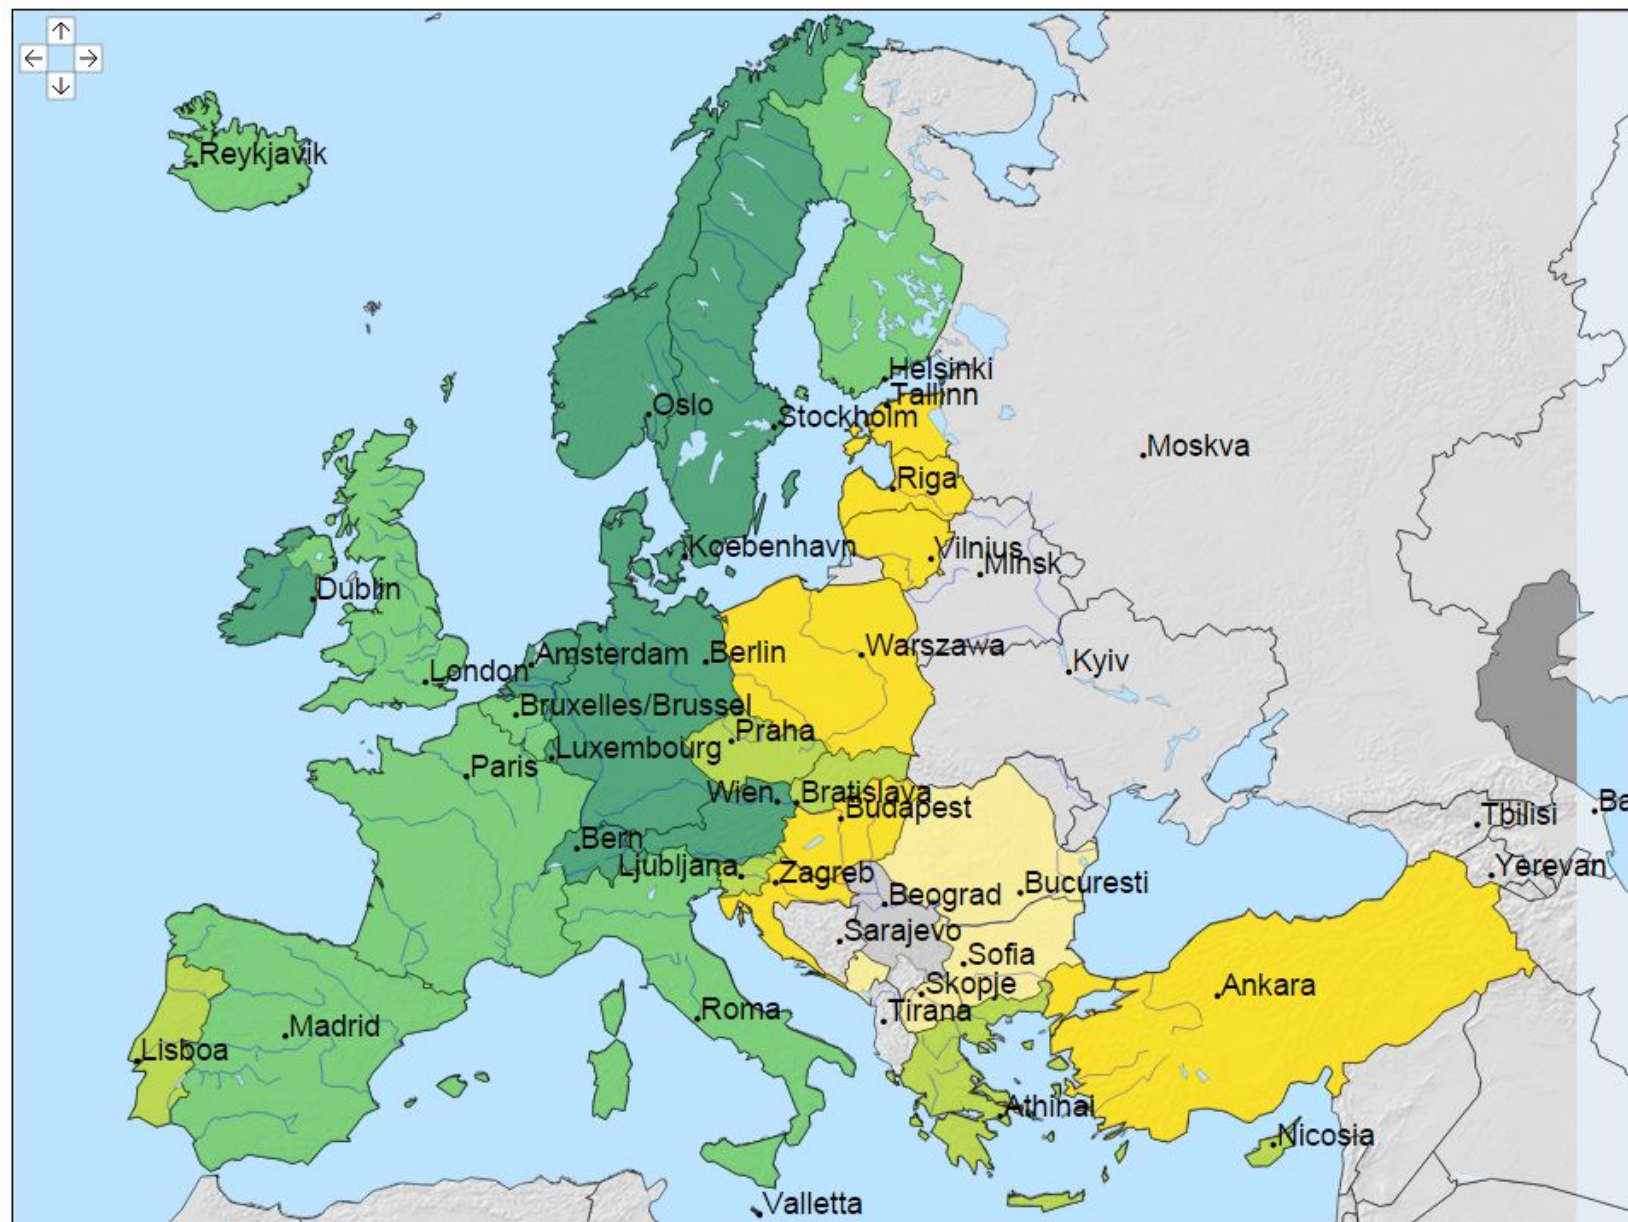 Reykjavik
Helsinki
Tallinn
Oslo
Stockholm
Moskva
Riga
Koebenhavn
Vilnius
Minsk
Dublin
Amsterdam
Berlin
Warszawa
Kyiv
London
Bruxelles/Brussel
Praha
Luxembourg
Paris
Wien
Bratislava
Budapest
Ba
Tbilisi
Bern
Ljubljana
Zagreb
Yerevan
Beograd
Bucuresti
Sarajevo
Sofia
Skopje
Ankara
Tirana
Roma
Madrid
Lisboa
Athinai
Nicosia
Valletta